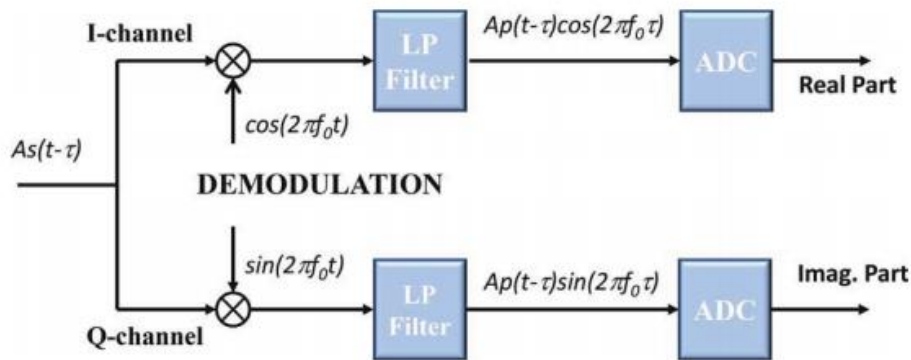 I-channel
LP
Filter
Ap(t-τ)cos(2πf₀τ)
ADC
Real Part
cos(2πf₀t)
As(t-τ)
DEMODULATION
sin(2πf₀t)
LP
Filter
Ap(t-τ)sin(2πf₀τ)
ADC
Imag. Part
Q-channel